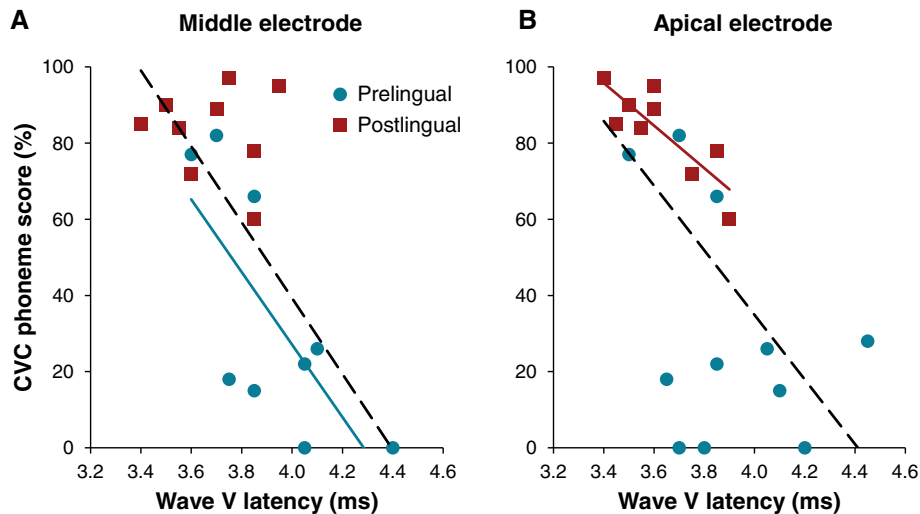 A
Middle electrode
B
Apical electrode
CVC phoneme score (%)
100
80
60
40
20
0
3.2 3.4 3.6 3.8 4.0 4.2 4.4 4.6
Wave V latency (ms)
Prelingual
Postlingual
100
80
60
40
20
0
3.2 3.4 3.6 3.8 4.0 4.2 4.4 4.6
Wave V latency (ms)